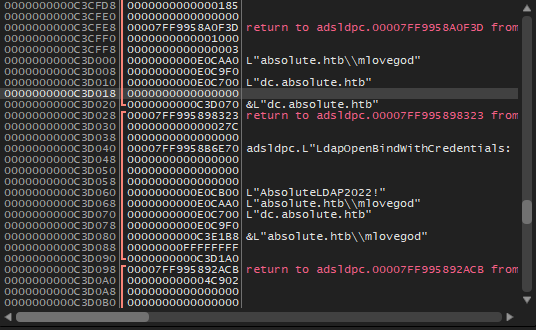 0000000000C3CFD8 0000000000000185
0000000000C3CFE0 0000000000000000
0000000000C3CFE8 00007FF9958A0F3D return to adsldpc.00007FF9958A0F3D from
0000000000C3CFF0 0000000000001000
0000000000C3CFF8 0000000000000003
0000000000C3D000 0000000000E0CAA0 L"absolute.htb\\mlovegod"
0000000000C3D008 0000000000E0C9F0
0000000000C3D010 0000000000E0C700 L"dc.absolute.htb"
0000000000C3D018 0000000000000000
0000000000C3D020 0000000000C3D070 &L"dc.absolute.htb"
0000000000C3D028 00007FF995898323 return to adsldpc.00007FF995898323 from
0000000000C3D030 000000000000027C
0000000000C3D038 0000000000000000
0000000000C3D040 00007FF9958B6E70 adsldpc.L"LdapOpenBindWithCredentials:
0000000000C3D048 0000000000000000
0000000000C3D050 0000000000000000
0000000000C3D058 0000000000000000
0000000000C3D060 0000000000E0CB00 L"AbsoluteLDAP2022!"
0000000000C3D068 0000000000E0CAA0 L"absolute.htb\\mlovegod"
0000000000C3D070 0000000000E0C700 L"dc.absolute.htb"
0000000000C3D078 0000000000E0C9F0
0000000000C3D080 0000000000C3E1B8 &L"absolute.htb\\mlovegod"
0000000000C3D088 00000000FFFFFFFF
0000000000C3D090 0000000000C3D1A0
0000000000C3D098 00007FF995892ACB return to adsldpc.00007FF995892ACB from
0000000000C3D0A0 000000000004C902
0000000000C3D0A8 0000000000000000
0000000000C3D0B0 0000000000000000